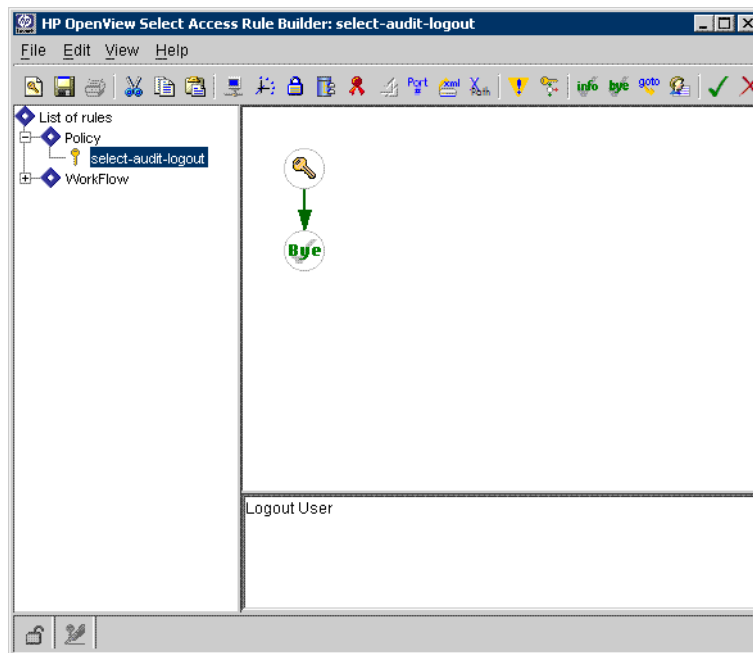 HP OpenView Select Access Rule Builder: select-audit-logout
File Edit View Help
Port # xml info bye goto
List of rules
Policy
select-audit-logout
WorkFlow
Bye
Logout User